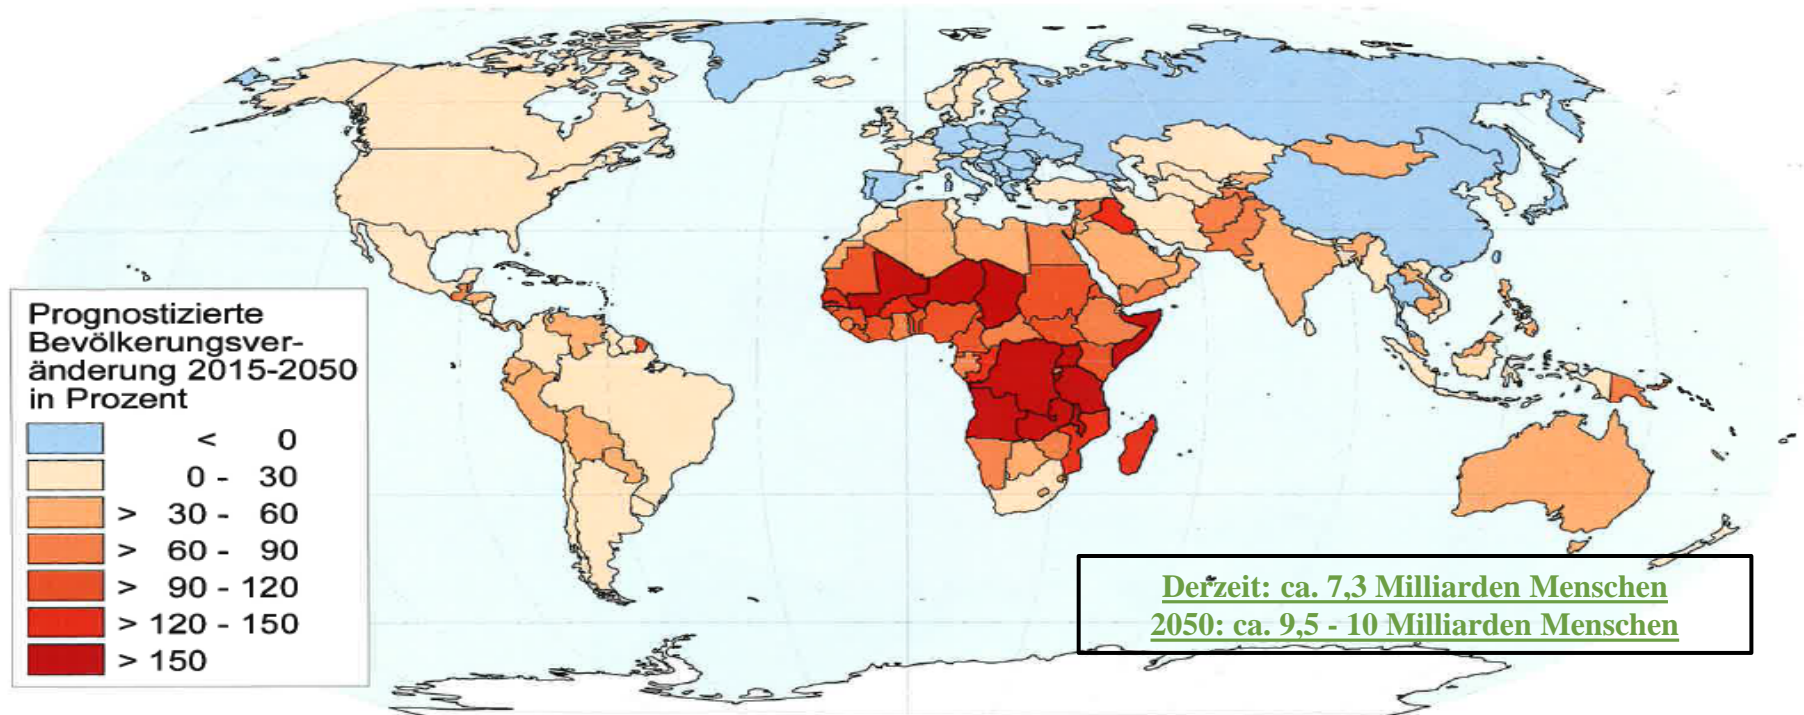 Prognostizierte
Bevölkerungsver-
änderung 2015-2050
in Prozent
< 0
0 - 30
> 30 - 60
> 60 - 90
> 90 - 120
> 120 - 150
> 150
Derzeit: ca. 7,3 Milliarden Menschen
2050: ca. 9,5 - 10 Milliarden Menschen